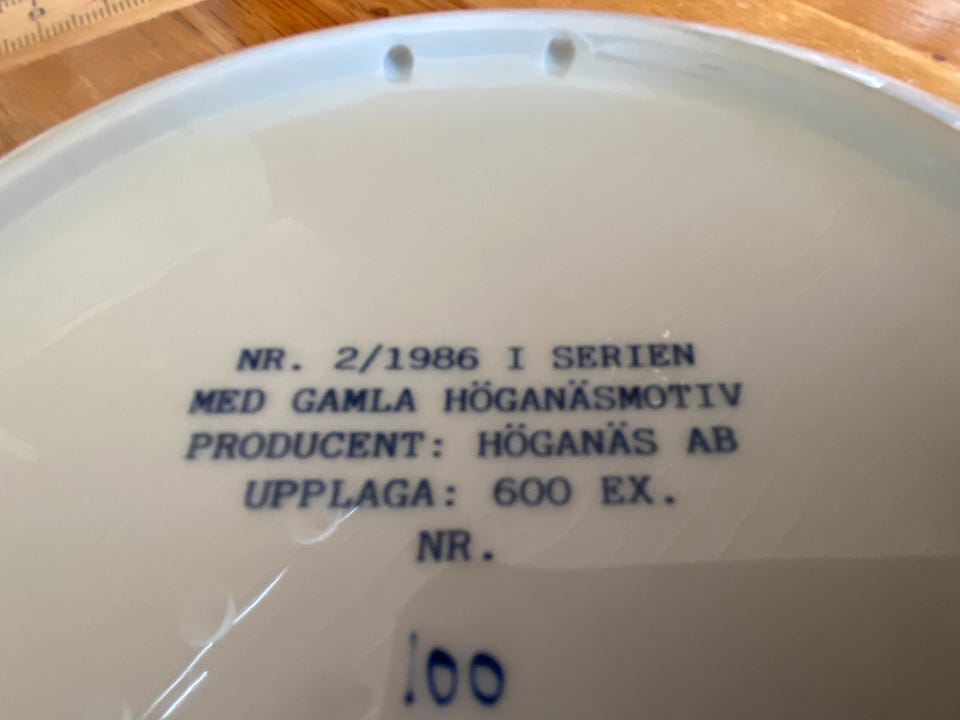 NR. 2/1986 I SERIEN
MED GAMLA HÖGANÄSMOTIV
PRODUCENT: HÖGANÄS AB
UPPLAGA: 600 EX.
NR.
100